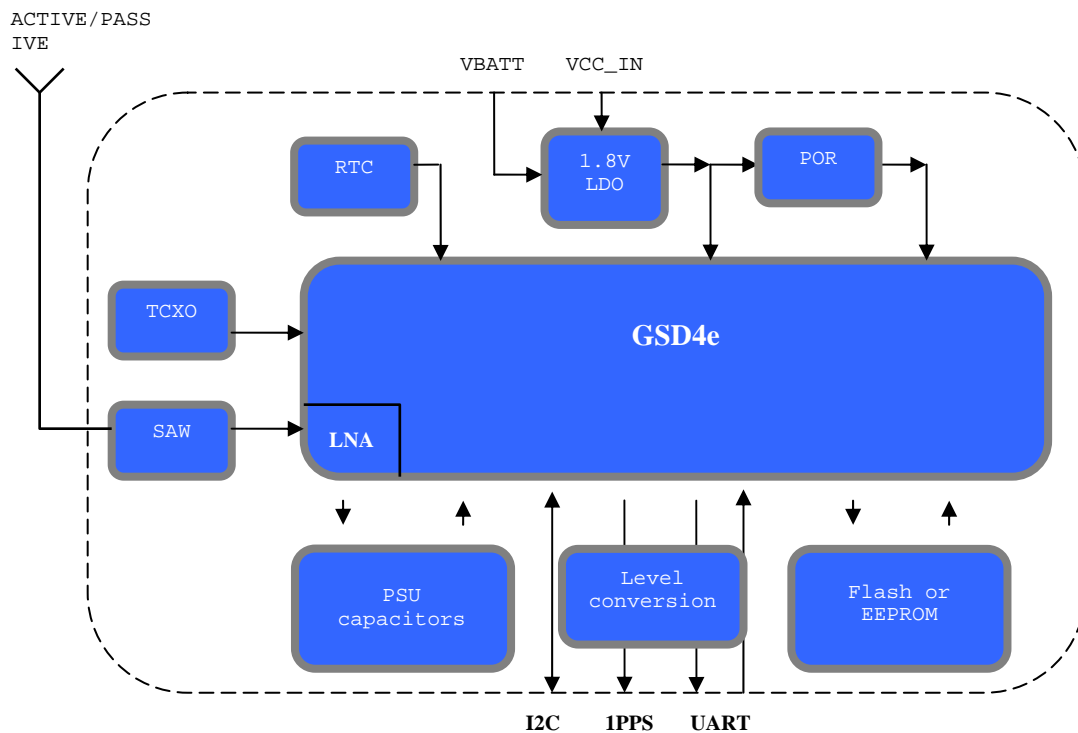 ACTIVE/PASS
IVE
VBATT
VCC_IN
RTC
1.8V
LDO
POR
TCXO
GSD4e
SAW
LNA
PSU
capacitors
Level
conversion
Flash or
EEPROM
I2C
1PPS
UART